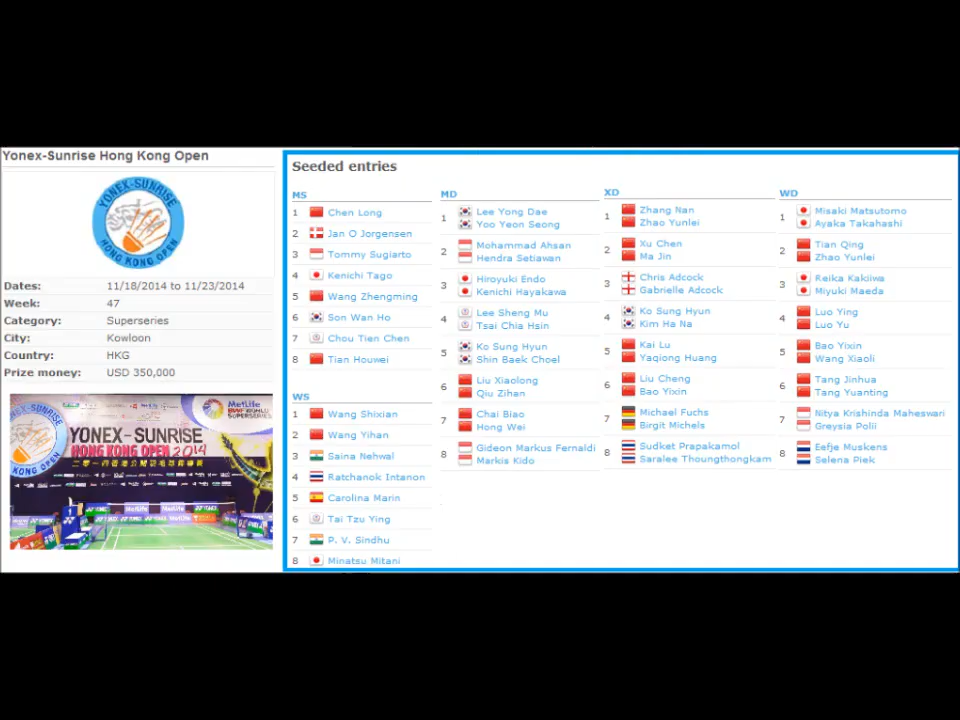 Yonex-Sunrise Hong Kong Open
YONEX-SUNRISE
HONG KONG OPEN
Dates: 11/18/2014 to 11/23/2014
Week: 47
Category: Superseries
City: Kowloon
Country: HKG
Prize money: USD 350,000
MetLife
BWF WORLD
SUPERSERIES
YONEX-SUNRISE
HONG KONG OPEN 2014
Seeded entries
MS
1 Chen Long
2 Jan O Jorgensen
3 Tommy Sugiarto
4 Kenichi Tago
5 Wang Zhengming
6 Son Wan Ho
7 Chou Tien Chen
8 Tian Houwei
WS
1 Wang Shixian
2 Wang Yihan
3 Saina Nehwal
4 Ratchanok Intanon
5 Carolina Marin
6 Tai Tzu Ying
7 P. V. Sindhu
8 Minatsu Mitani
MD
1 Lee Yong Dae
Yoo Yeon Seong
2 Mohammad Ahsan
Hendra Setiawan
3 Hiroyuki Endo
Kenichi Hayakawa
4 Lee Sheng Mu
Tsai Chia Hsin
5 Ko Sung Hyun
Shin Baek Choel
6 Liu Xiaolong
Qiu Zihan
7 Chai Biao
Hong Wei
8 Gideon Markus Fernaldi
Markis Kido
XD
1 Zhang Nan
Zhao Yunlei
2 Xu Chen
Ma Jin
3 Chris Adcock
Gabrielle Adcock
4 Ko Sung Hyun
Kim Ha Na
5 Kai Lu
Yaqiong Huang
6 Liu Cheng
Bao Yixin
7 Michael Fuchs
Birgit Michels
8 Sudket Prapakamol
Saralee Thoungthongkam
WD
1 Misaki Matsutomo
Ayaka Takahashi
2 Tian Qing
Zhao Yunlei
3 Reika Kakiiwa
Miyuki Maeda
4 Luo Ying
Luo Yu
5 Bao Yixin
Wang Xiaoli
6 Tang Jinhua
Tang Yuanting
7 Nitya Krishinda Maheswari
Greysia Polii
8 Eefje Muskens
Selena Piek